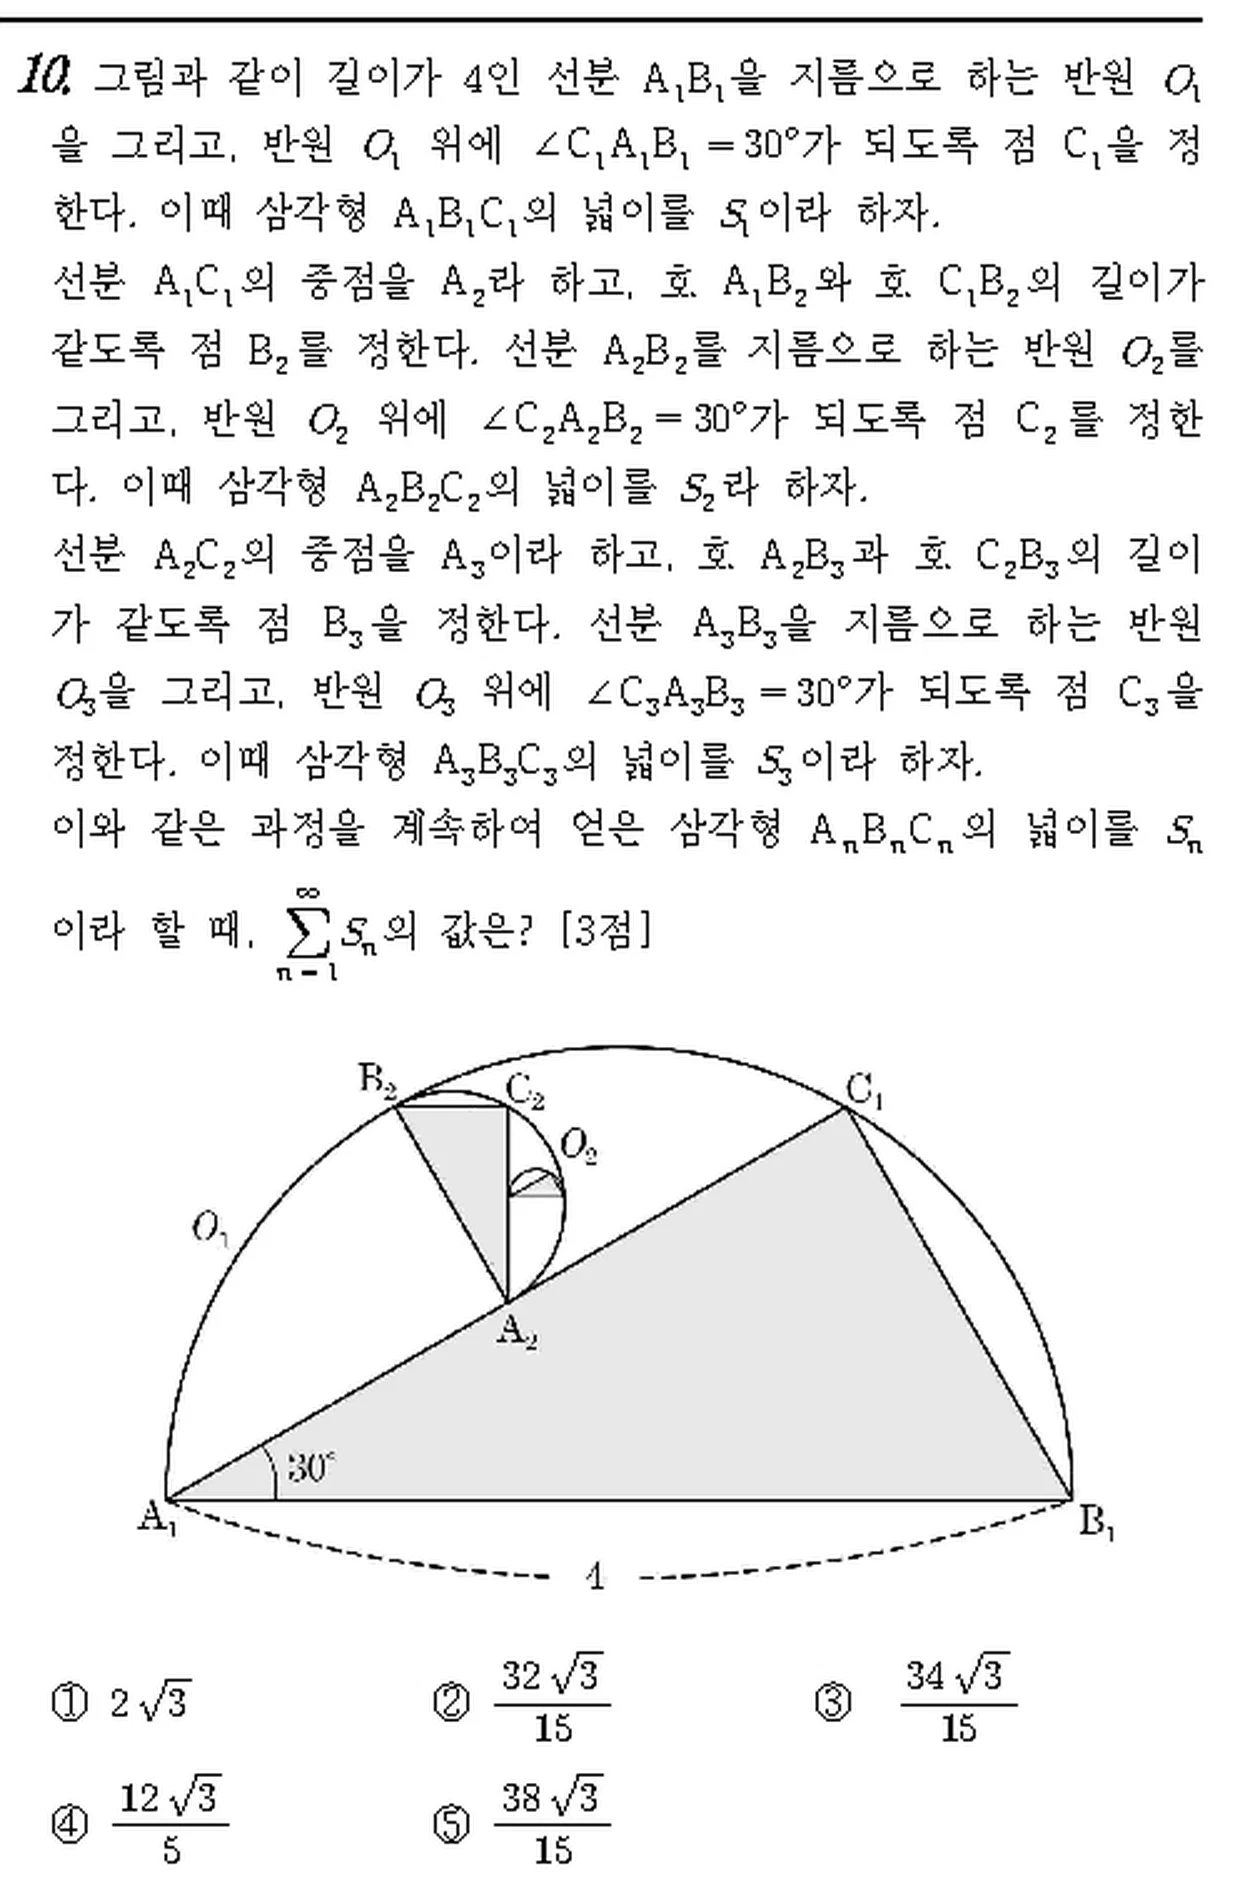 10. 그림과 같이 길이가 4인 선분 A₁B₁을 지름으로 하는 반원 O₁
을 그리고, 반원 O₁ 위에 ∠C₁A₁B₁ = 30°가 되도록 점 C₁을 정
한다. 이때 삼각형 A₁B₁C₁의 넓이를 S₁이라 하자.
선분 A₁C₁의 중점을 A₂라 하고, 호 A₁B₂와 호 C₁B₂의 길이가
같도록 점 B₂를 정한다. 선분 A₂B₂를 지름으로 하는 반원 O₂를
그리고, 반원 O₂ 위에 ∠C₂A₂B₂ = 30°가 되도록 점 C₂를 정한
다. 이때 삼각형 A₂B₂C₂의 넓이를 S₂라 하자.
선분 A₂C₂의 중점을 A₃이라 하고, 호 A₂B₃과 호 C₂B₃의 길이
가 같도록 점 B₃을 정한다. 선분 A₃B₃을 지름으로 하는 반원
O₃을 그리고, 반원 O₃ 위에 ∠C₃A₃B₃ = 30°가 되도록 점 C₃을
정한다. 이때 삼각형 A₃B₃C₃의 넓이를 S₃이라 하자.
이와 같은 과정을 계속하여 얻은 삼각형 AₙBₙCₙ의 넓이를 Sₙ
이라 할 때, ∑_{n=1}^{∞} Sₙ의 값은? [3점]
B₂ C₂ C₁
O₂
O₁
A₂
30°
A₁ B₁
4
① 2√3 ② 32√3/15 ③ 34√3/15
④ 12√3/5 ⑤ 38√3/15